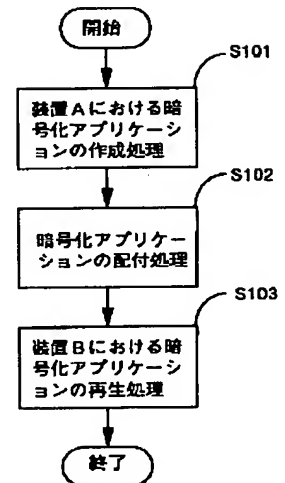 開始
S101
装置Aにおける暗
号化アプリケーシ
ョンの作成処理
S102
暗号化アプリケー
ションの配付処理
S103
装置Bにおける暗
号化アプリケーシ
ョンの再生処理
終了